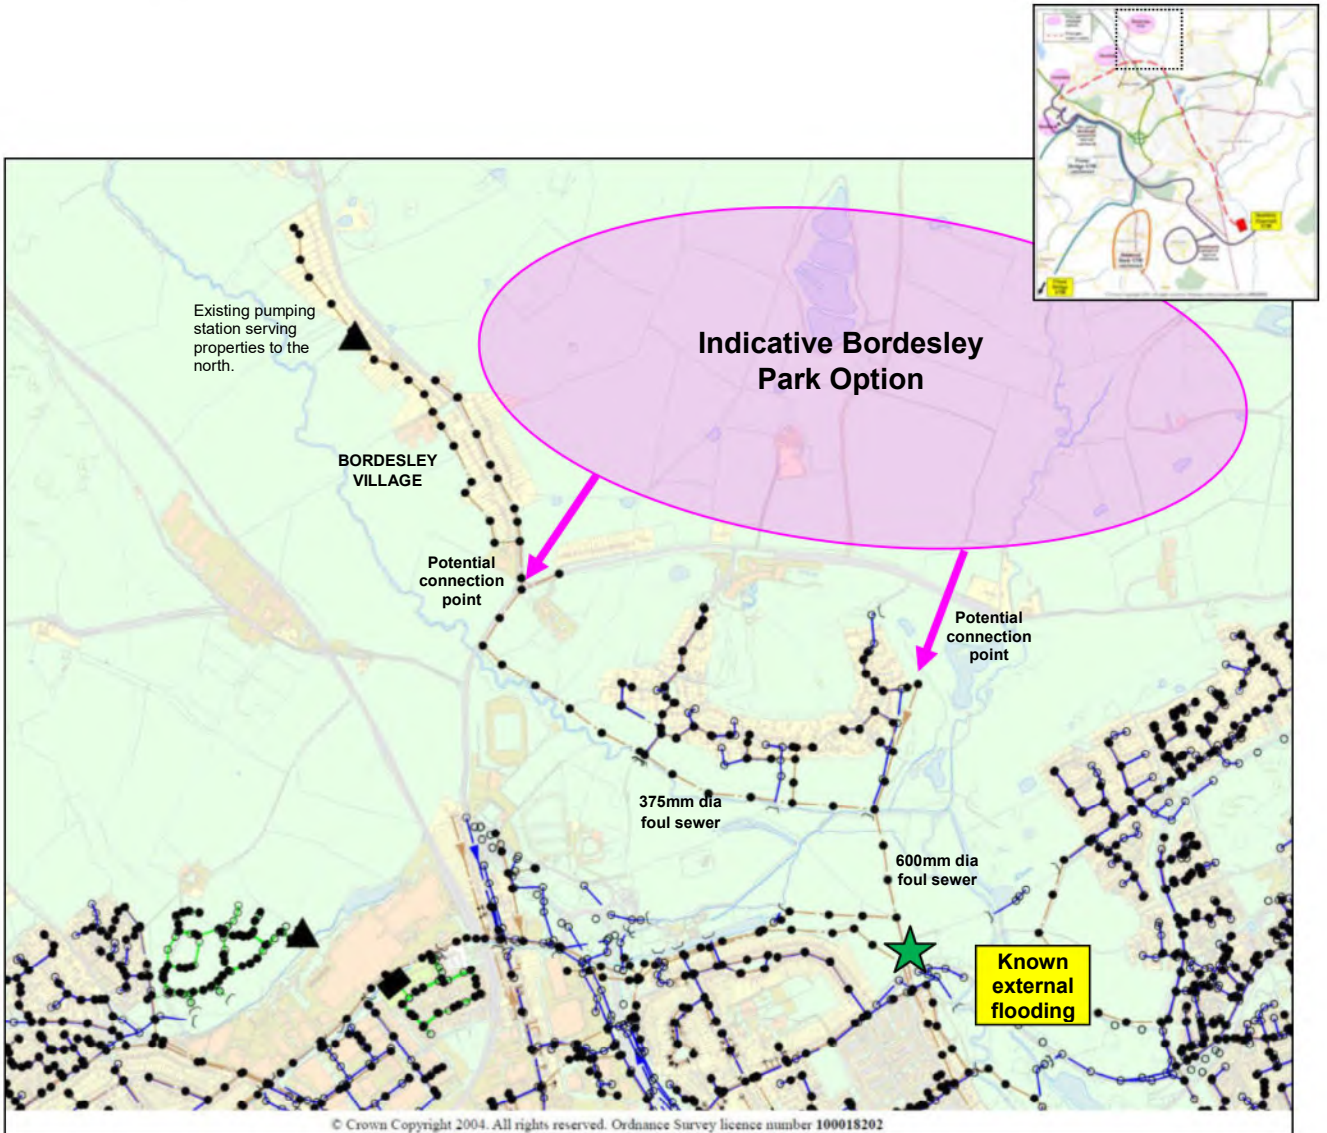 Existing pumping
station serving
properties to the
north.
Indicative Bordesley
Park Option
BORDESLEY
VILLAGE
Potential
connection
point
Potential
connection
point
375mm dia
foul sewer
600mm dia
foul sewer
Known
external
flooding
© Crown Copyright 2004. All rights reserved. Ordnance Survey licence number 100018202